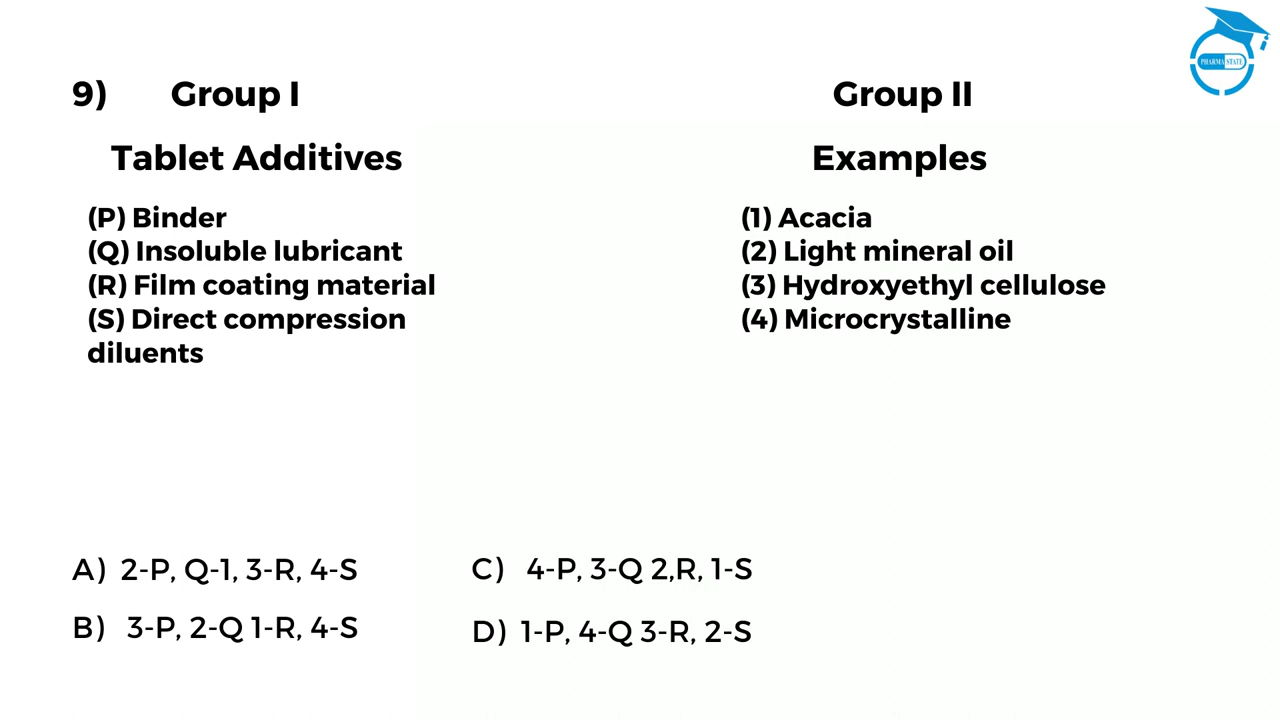 PHARMA STATE
9) Group I Group II
Tablet Additives Examples
(P) Binder (1) Acacia
(Q) Insoluble lubricant (2) Light mineral oil
(R) Film coating material (3) Hydroxyethyl cellulose
(S) Direct compression (4) Microcrystalline
diluents
A) 2-P, Q-1, 3-R, 4-S C) 4-P, 3-Q 2,R, 1-S
B) 3-P, 2-Q 1-R, 4-S D) 1-P, 4-Q 3-R, 2-S